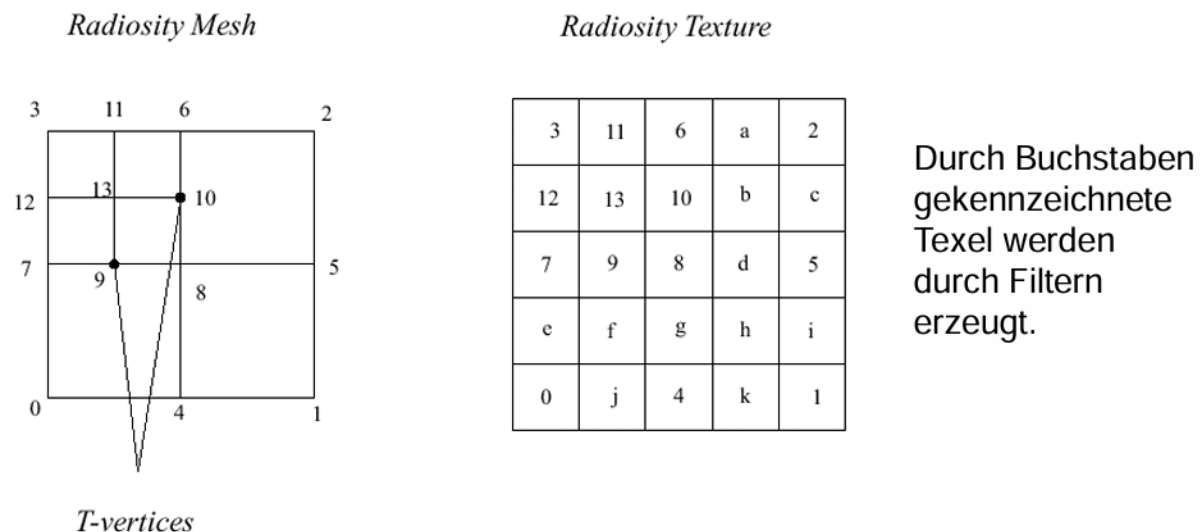 Radiosity Mesh
Radiosity Texture
3 11 6 2
12 13 10
7 9 8 5
0 4 1
T-vertices
3 11 6 a 2
12 13 10 b c
7 9 8 d 5
e f g h i
0 j 4 k 1
Durch Buchstaben
gekennzeichnete
Texel werden
durch Filtern
erzeugt.